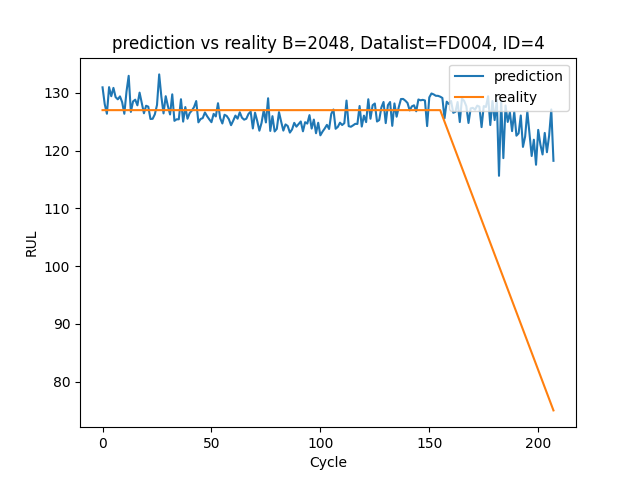 prediction vs reality B=2048, Datalist=FD004, ID=4
prediction
reality
130
120
110
100
90
80
RUL
0 50 100 150 200
Cycle